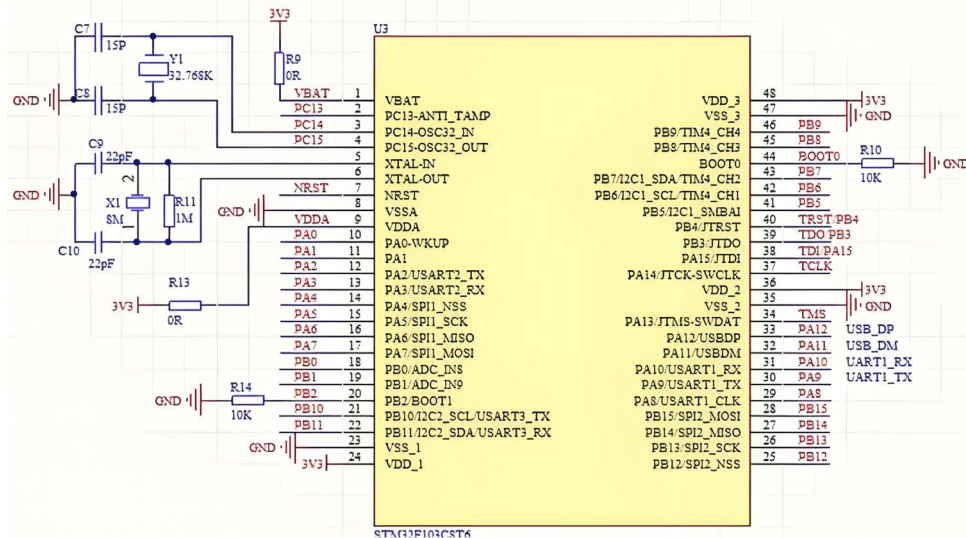 3V3
U3
C7
15P
Y1
32.768K
R9
0R
GND
C8
15P
VBAT 1 VBAT
PC13 2 PC13-ANTI_TAMP
PC14 3 PC14-OSC32_IN
PC15 4 PC15-OSC32_OUT
C9
22pF
5 XTAL-IN
6 XTAL-OUT
GND
2
X1
8M
1
R11
1M
C10
22pF
NRST 7 NRST
GND 8 VSSA
VDDA 9 VDDA
PA0 10 PA0-WKUP
PA1 11 PA1
PA2 12 PA2/USART2_TX
PA3 13 PA3/USART2_RX
R13
3V3
0R
PA4 14 PA4/SPI1_NSS
PA5 15 PA5/SPI1_SCK
PA6 16 PA6/SPI1_MISO
PA7 17 PA7/SPI1_MOSI
PB0 18 PB0/ADC_IN8
PB1 19 PB1/ADC_IN9
R14
GND
10K
PB2 20 PB2/BOOT1
PB10 21 PB10/I2C2_SCL/USART3_TX
PB11 22 PB11/I2C2_SDA/USART3_RX
GND 23 VSS_1
3V3 24 VDD_1
VDD_3 48 3V3
VSS_3 47 GND
PB9/TIM4_CH4 46 PB9
PB8/TIM4_CH3 45 PB8
BOOT0 44 BOOT0
R10
10K
GND
PB7/I2C1_SDA/TIM4_CH2 43 PB7
PB6/I2C1_SCL/TIM4_CH1 42 PB6
PB5/I2C1_SMBAI 41 PB5
PB4/JTRST 40 TRST/PB4
PB3/JTDO 39 TDO/PB3
PA15/JTDI 38 TDI/PA15
PA14/JTCK-SWCLK 37 TCLK
VDD_2 36 3V3
VSS_2 35 GND
PA13/JTMS-SWDAT 34 TMS
PA12/USBDP 33 PA12 USB_DP
PA11/USBDM 32 PA11 USB_DM
PA10/USART1_RX 31 PA10 UART1_RX
PA9/USART1_TX 30 PA9 UART1_TX
PA8/USART1_CLK 29 PA8
PB15/SPI2_MOSI 28 PB15
PB14/SPI2_MISO 27 PB14
PB13/SPI2_SCK 26 PB13
PB12/SPI2_NSS 25 PB12
STM32F103C8T6